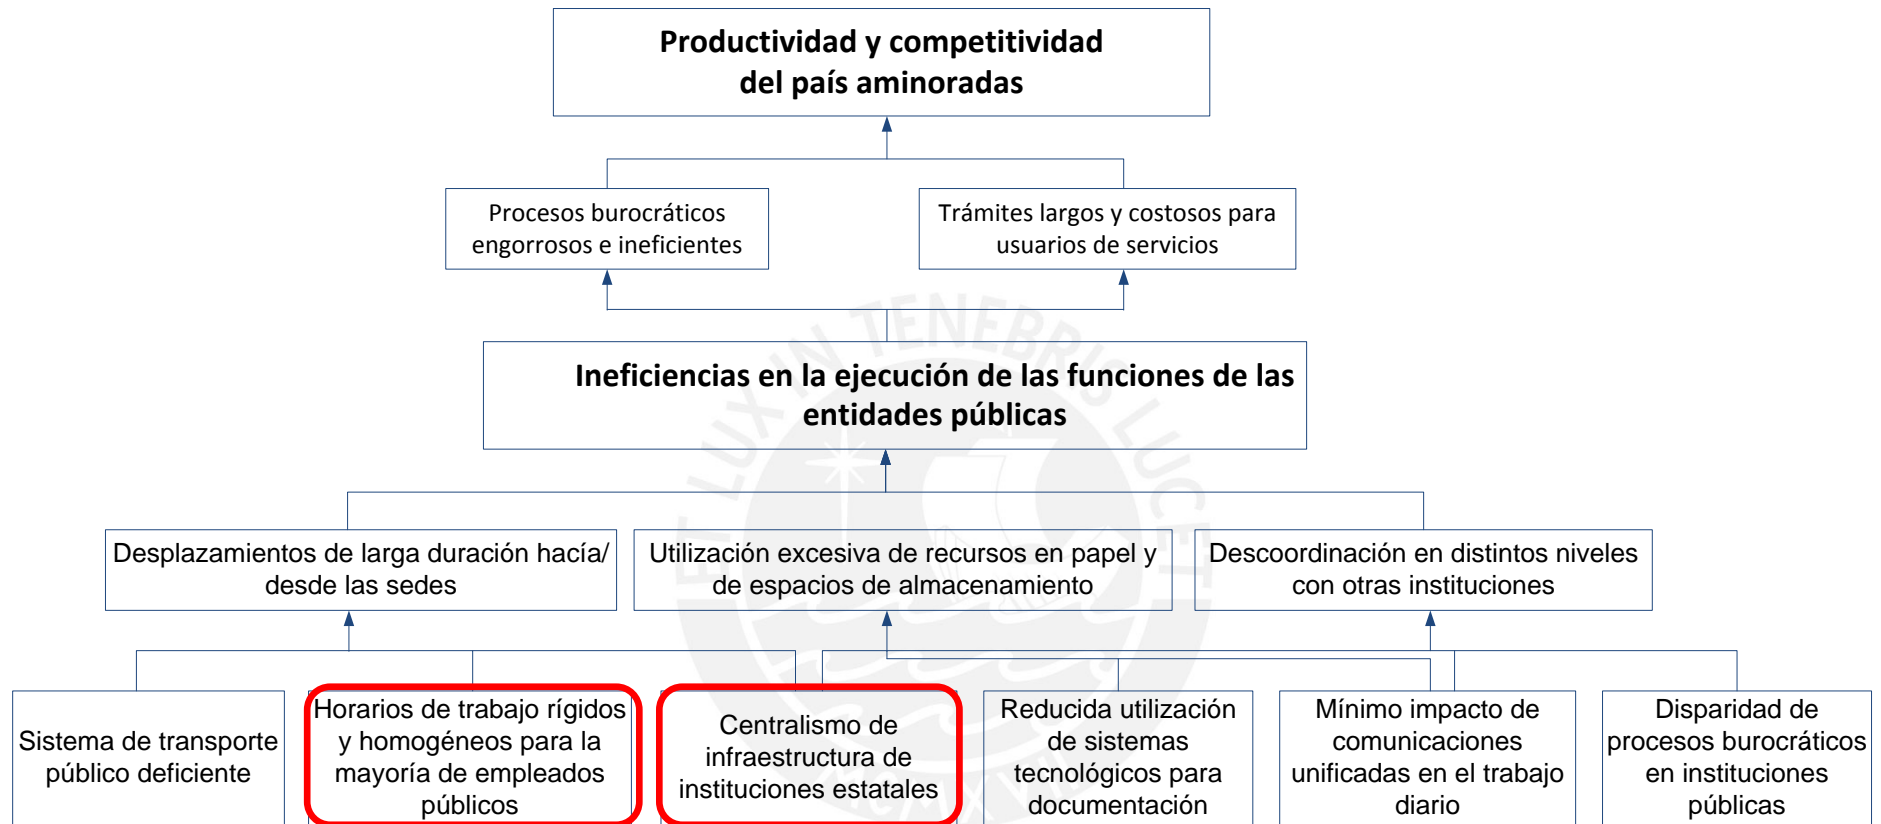 Productividad y competitividad
del país aminoradas
Procesos burocráticos
engorrosos e ineficientes
Trámites largos y costosos para
usuarios de servicios
Ineficiencias en la ejecución de las funciones de las
entidades públicas
ET LUX IN TENEBRIS LUCET
Desplazamientos de larga duración hacía/
desde las sedes
Utilización excesiva de recursos en papel y
de espacios de almacenamiento
Descoordinación en distintos niveles
con otras instituciones
Sistema de transporte
público deficiente
Horarios de trabajo rígidos
y homogéneos para la
mayoría de empleados
públicos
Centralismo de
infraestructura de
instituciones estatales
Reducida utilización
de sistemas
tecnológicos para
documentación
Mínimo impacto de
comunicaciones
unificadas en el trabajo
diario
Disparidad de
procesos burocráticos
en instituciones
públicas